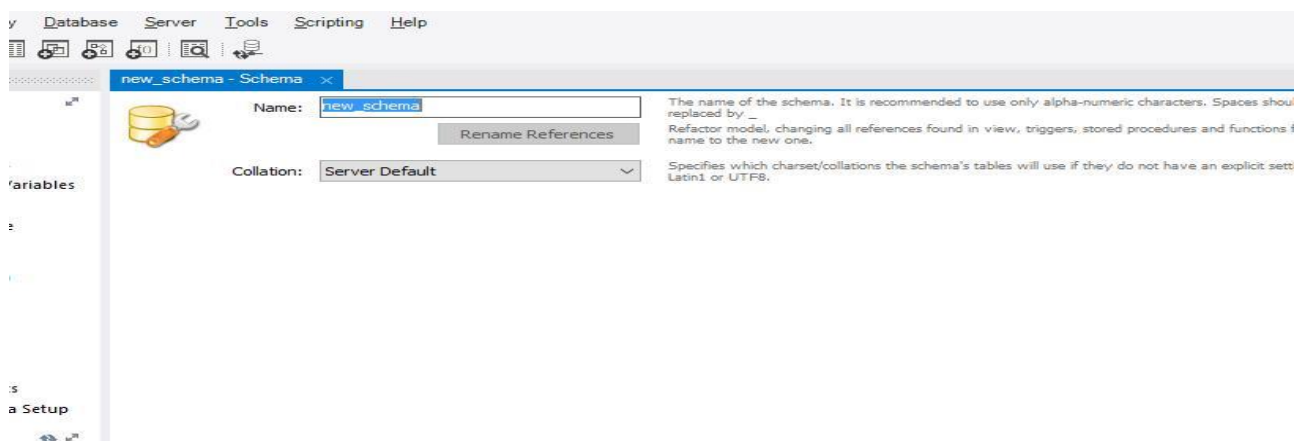 y Database Server Tools Scripting Help
new_schema - Schema
Name: new_schema
The name of the schema. It is recommended to use only alpha-numeric characters. Spaces shoul
replaced by _
Rename References
Refactor model, changing all references found in view, triggers, stored procedures and functions f
name to the new one.
Collation: Server Default
Specifies which charset/collations the schema's tables will use if they do not have an explicit setti
Latin1 or UTF8.
Variables
e
s
a Setup